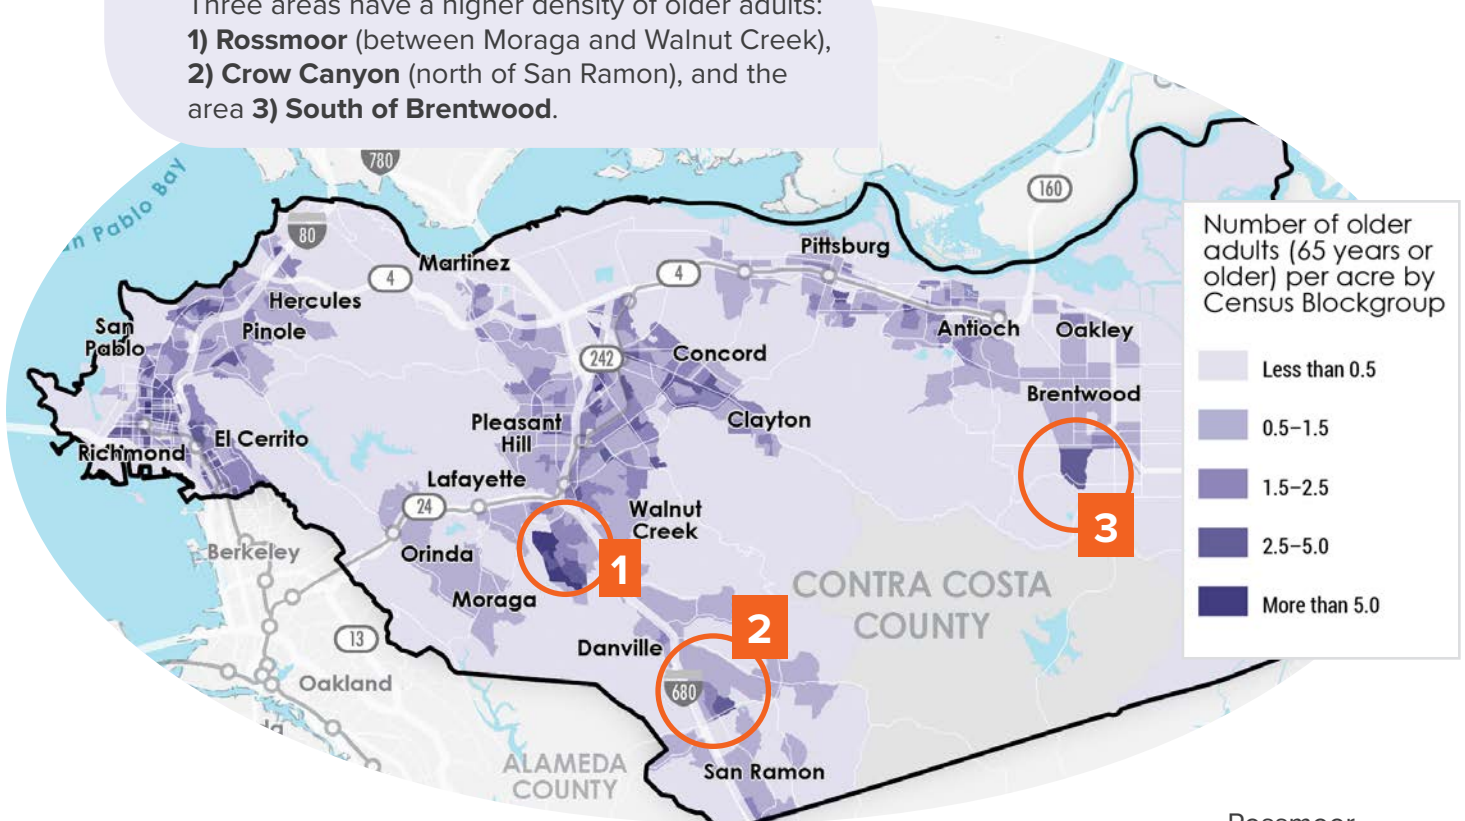 Three areas have a higher density of older adults:
1) Rossmoor (between Moraga and Walnut Creek),
2) Crow Canyon (north of San Ramon), and the
area 3) South of Brentwood.
780
Pablo Bay
160
80
4
Martinez
4
Pittsburg
Hercules
San
Pablo
Pinole
Antioch
Oakley
242
Concord
Brentwood
Pleasant
Hill
Clayton
El Cerrito
Richmond
Lafayette
24
Walnut
Creek
3
Berkeley
Orinda
1
Moraga
CONTRA COSTA
COUNTY
2
13
Danville
Oakland
680
ALAMEDA
COUNTY
San Ramon
Number of older
adults (65 years or
older) per acre by
Census Blockgroup
Less than 0.5
0.5–1.5
1.5–2.5
2.5–5.0
More than 5.0
Rossmoor